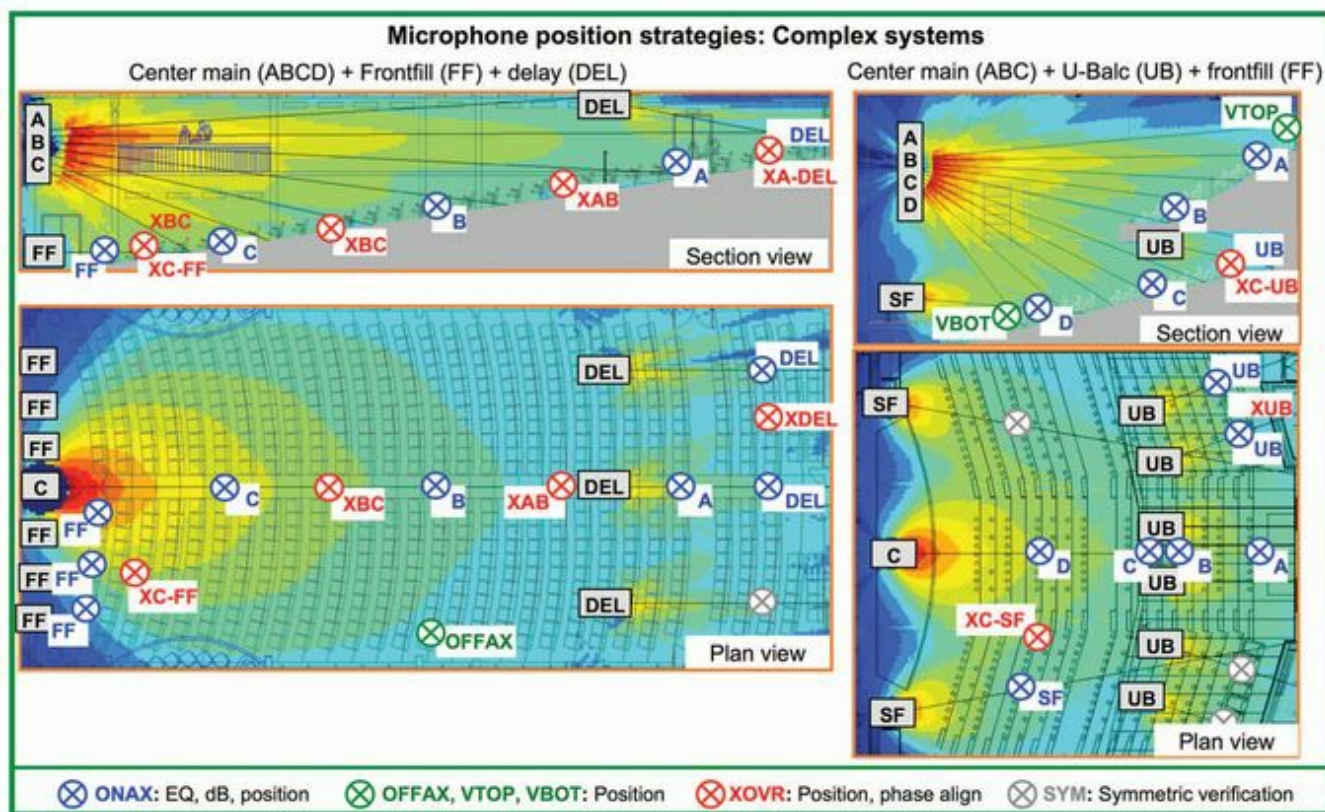 Microphone position strategies: Complex systems
Center main (ABCD) + Frontfill (FF) + delay (DEL)
A
B
C
DEL
DEL
A
XA-DEL
XAB
B
XBC
XBC
C
FF
FF
XC-FF
Section view
FF
DEL
DEL
FF
XDEL
FF
C
C
XBC
B
XAB
DEL
A
DEL
FF
FF
FF
FF
XC-FF
FF
FF
DEL
OFFAX
Plan view
Center main (ABC) + U-Balc (UB) + frontfill (FF)
VTOP
A
B
C
D
A
B
UB
UB
XC-UB
SF
C
VBOT
D
Section view
UB
SF
UB
XUB
UB
UB
UB
C
D
C
B
A
UB
XC-SF
UB
SF
SF
UB
Plan view
ONAX: EQ, dB, position
OFFAX, VTOP, VBOT: Position
XOVR: Position, phase align
SYM: Symmetric verification